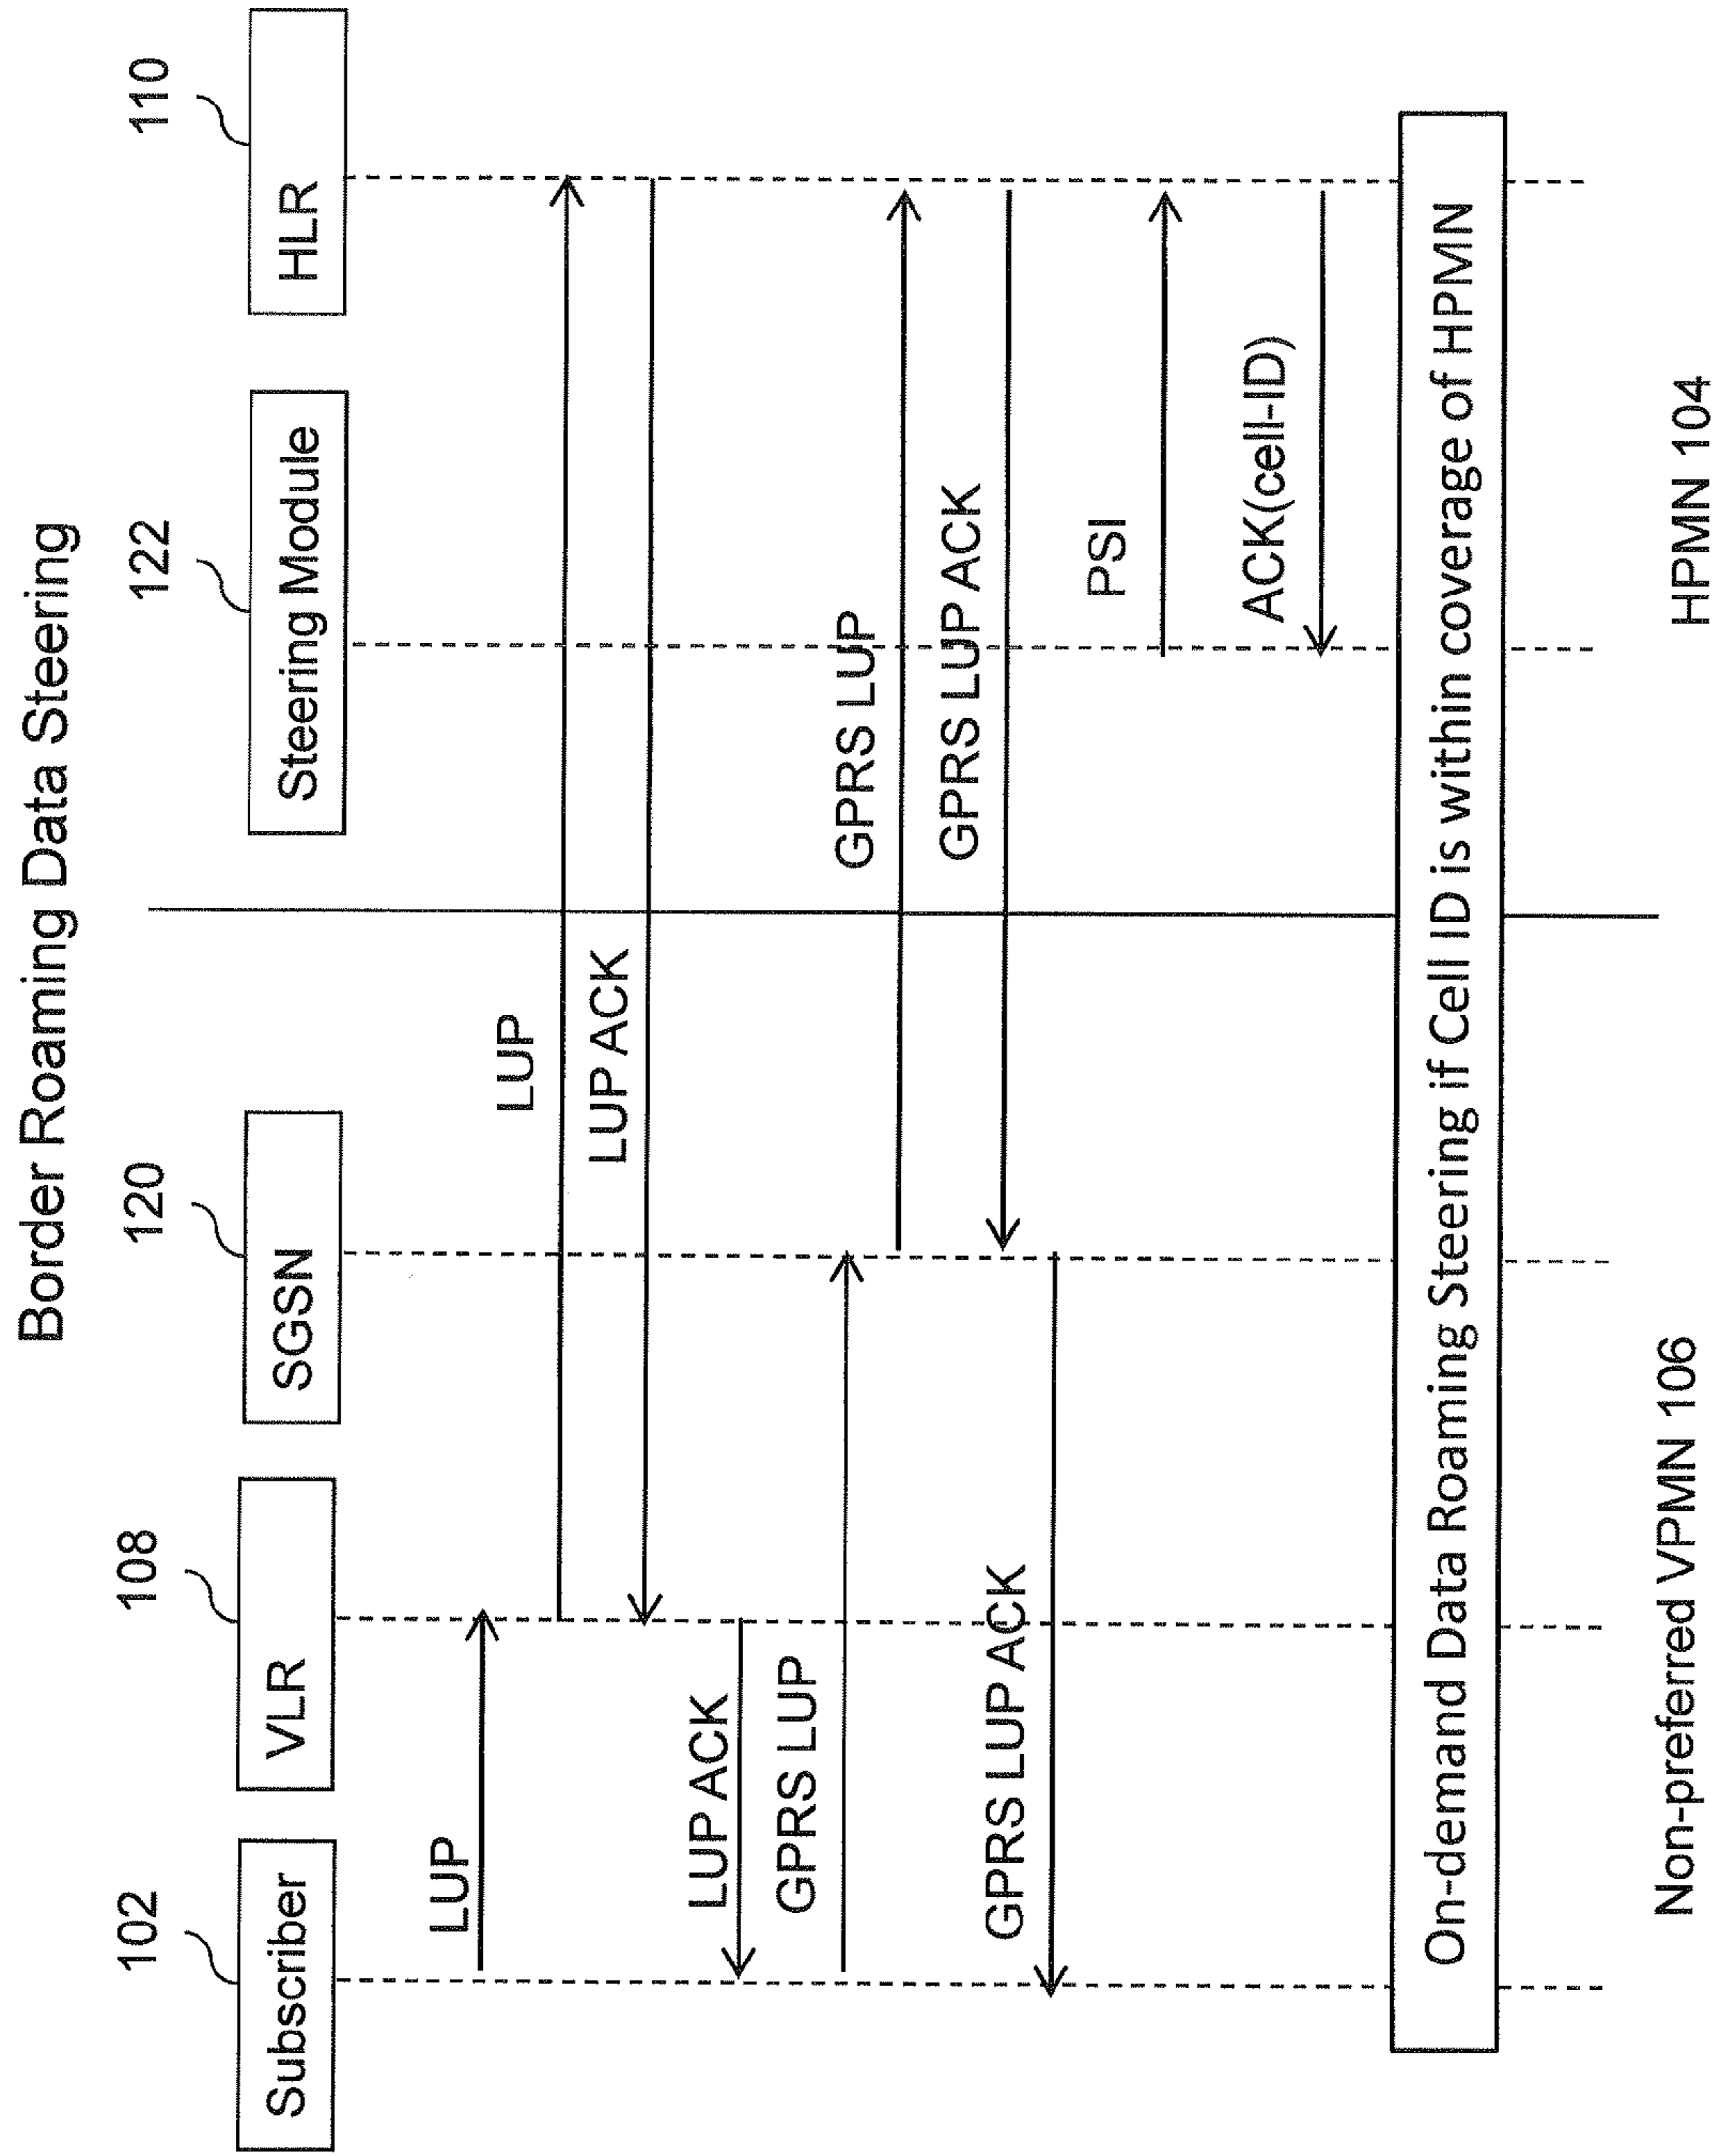 Border Roaming Data Steering
102
108
120
122
110
Subscriber
VLR
SGSN
Steering Module
HLR
LUP
LUP
LUP ACK
LUP ACK
GPRS LUP
GPRS LUP
GPRS LUP ACK
GPRS LUP ACK
PSI
ACK(cell-ID)
On-demand Data Roaming Steering if Cell ID is within coverage of HPMN
Non-preferred VPMN 106
HPMN 104